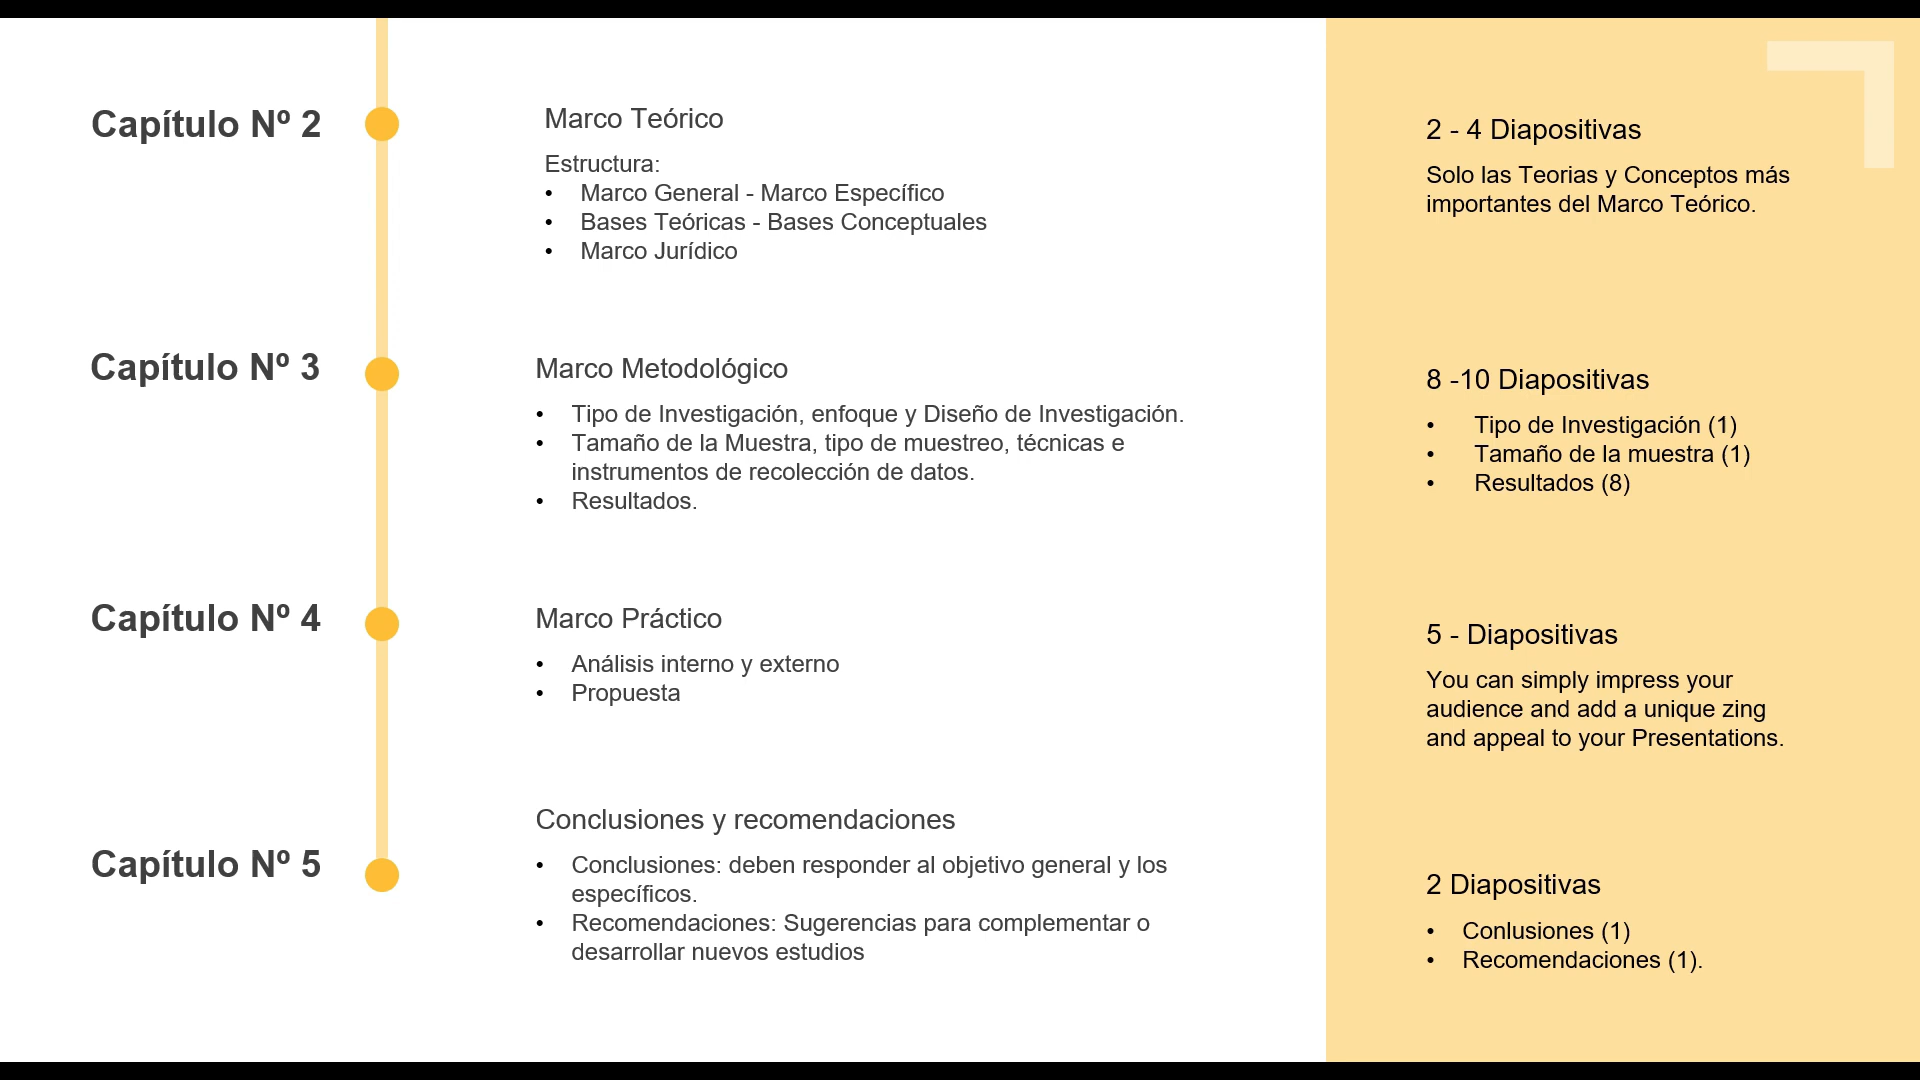 Capítulo Nº 2
Marco Teórico
Estructura:
• Marco General - Marco Específico
• Bases Teóricas - Bases Conceptuales
• Marco Jurídico
2 - 4 Diapositivas
Solo las Teorias y Conceptos más
importantes del Marco Teórico.
Capítulo Nº 3
Marco Metodológico
• Tipo de Investigación, enfoque y Diseño de Investigación.
• Tamaño de la Muestra, tipo de muestreo, técnicas e
instrumentos de recolección de datos.
• Resultados.
8 -10 Diapositivas
• Tipo de Investigación (1)
• Tamaño de la muestra (1)
• Resultados (8)
Capítulo Nº 4
Marco Práctico
• Análisis interno y externo
• Propuesta
5 - Diapositivas
You can simply impress your
audience and add a unique zing
and appeal to your Presentations.
Capítulo Nº 5
Conclusiones y recomendaciones
• Conclusiones: deben responder al objetivo general y los
específicos.
• Recomendaciones: Sugerencias para complementar o
desarrollar nuevos estudios
2 Diapositivas
• Conlusiones (1)
• Recomendaciones (1).